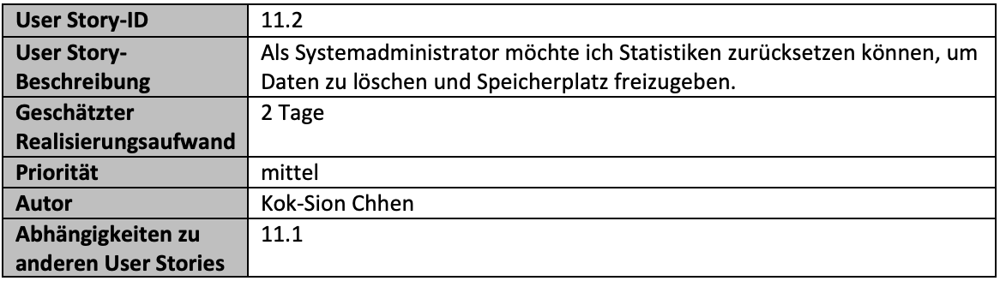 User Story-ID 11.2
User Story- Als Systemadministrator möchte ich Statistiken zurücksetzen können, um
Beschreibung Daten zu löschen und Speicherplatz freizugeben.
Geschätzter 2 Tage
Realisierungsaufwand
Priorität mittel
Autor Kok-Sion Chhen
Abhängigkeiten zu 11.1
anderen User Stories